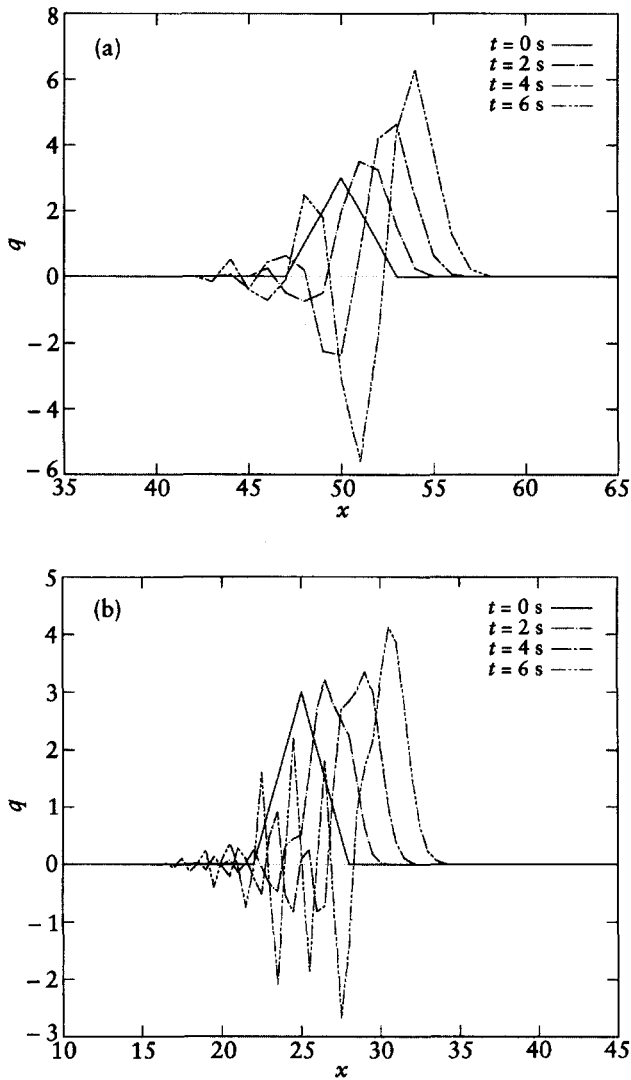 (a)
t = 0 s
t = 2 s
t = 4 s
t = 6 s
8
6
4
2
0
− 2
− 4
− 6
q
35 40 45 50 55 60 65
x
(b)
t = 0 s
t = 2 s
t = 4 s
t = 6 s
5
4
3
2
1
0
− 1
− 2
− 3
q
10 15 20 25 30 35 40 45
x